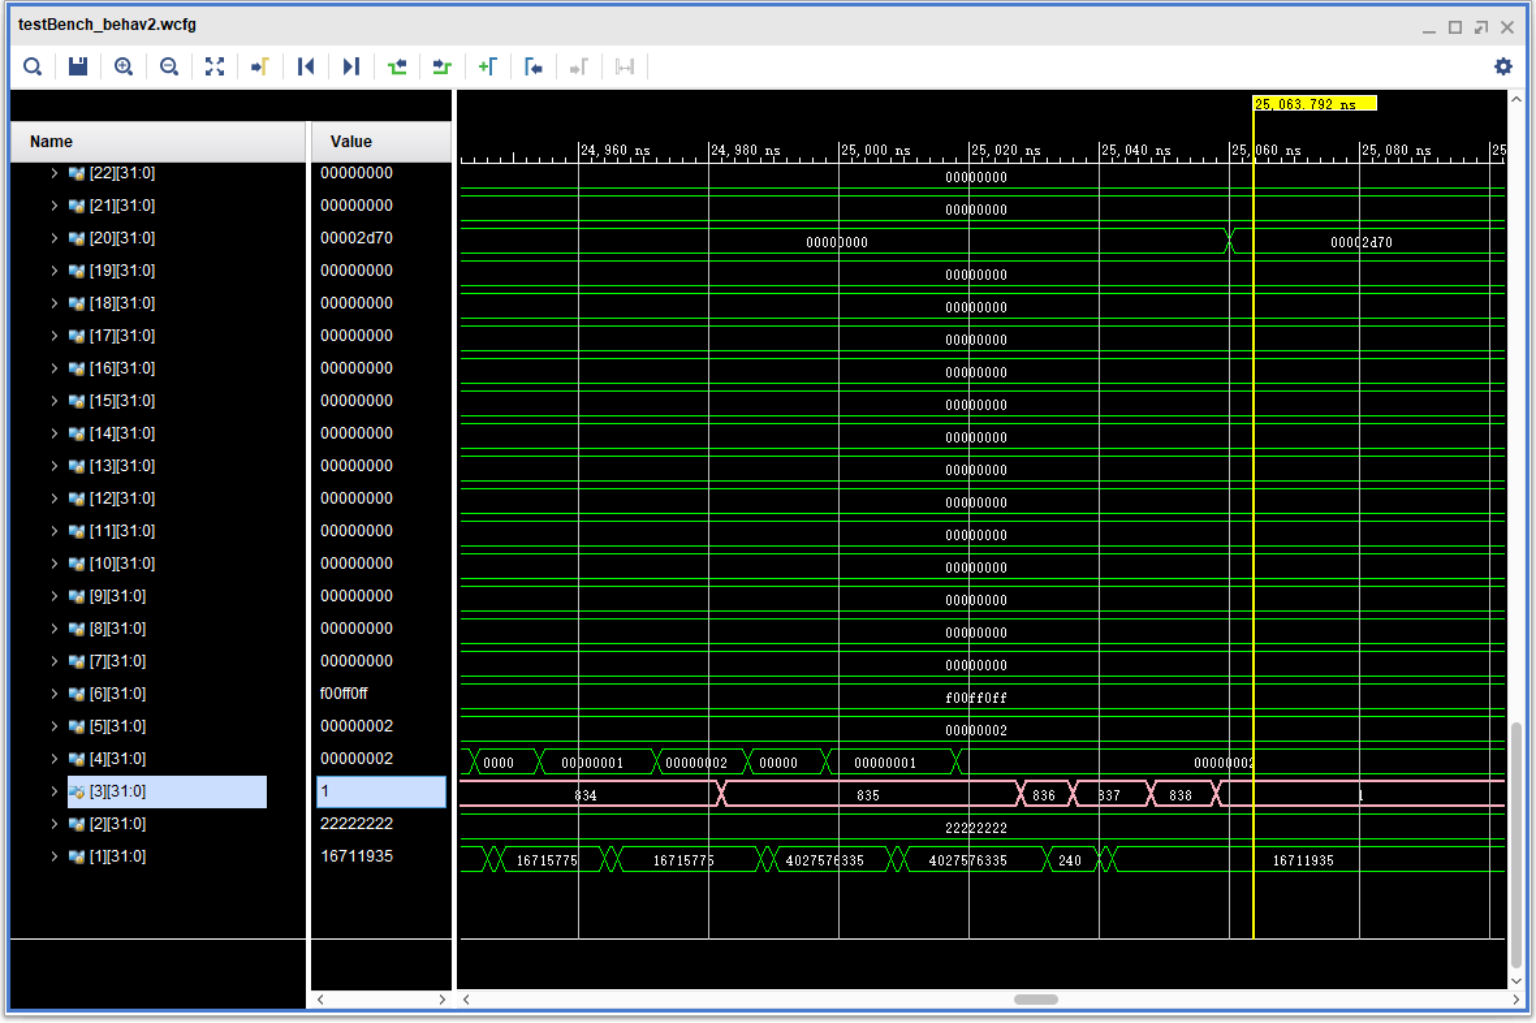 testBench_behav2.wcfg
25,063.792 ns
Name Value
24,960 ns 24,980 ns 25,000 ns 25,020 ns 25,040 ns 25,060 ns 25,080 ns 25
[22][31:0] 00000000 00000000
[21][31:0] 00000000 00000000
[20][31:0] 00002d70 00000000 00002d70
[19][31:0] 00000000 00000000
[18][31:0] 00000000 00000000
[17][31:0] 00000000 00000000
[16][31:0] 00000000 00000000
[15][31:0] 00000000 00000000
[14][31:0] 00000000 00000000
[13][31:0] 00000000 00000000
[12][31:0] 00000000 00000000
[11][31:0] 00000000 00000000
[10][31:0] 00000000 00000000
[9][31:0] 00000000 00000000
[8][31:0] 00000000 00000000
[7][31:0] 00000000 00000000
[6][31:0] f00ff0ff f00ff0ff
[5][31:0] 00000002 00000002
[4][31:0] 00000002 0000 00000001 00000002 00000 00000001 00000002
[3][31:0] 1 834 835 836 837 838 1
[2][31:0] 22222222 22222222
[1][31:0] 16711935 16715775 16715775 4027576335 4027576335 240 16711935